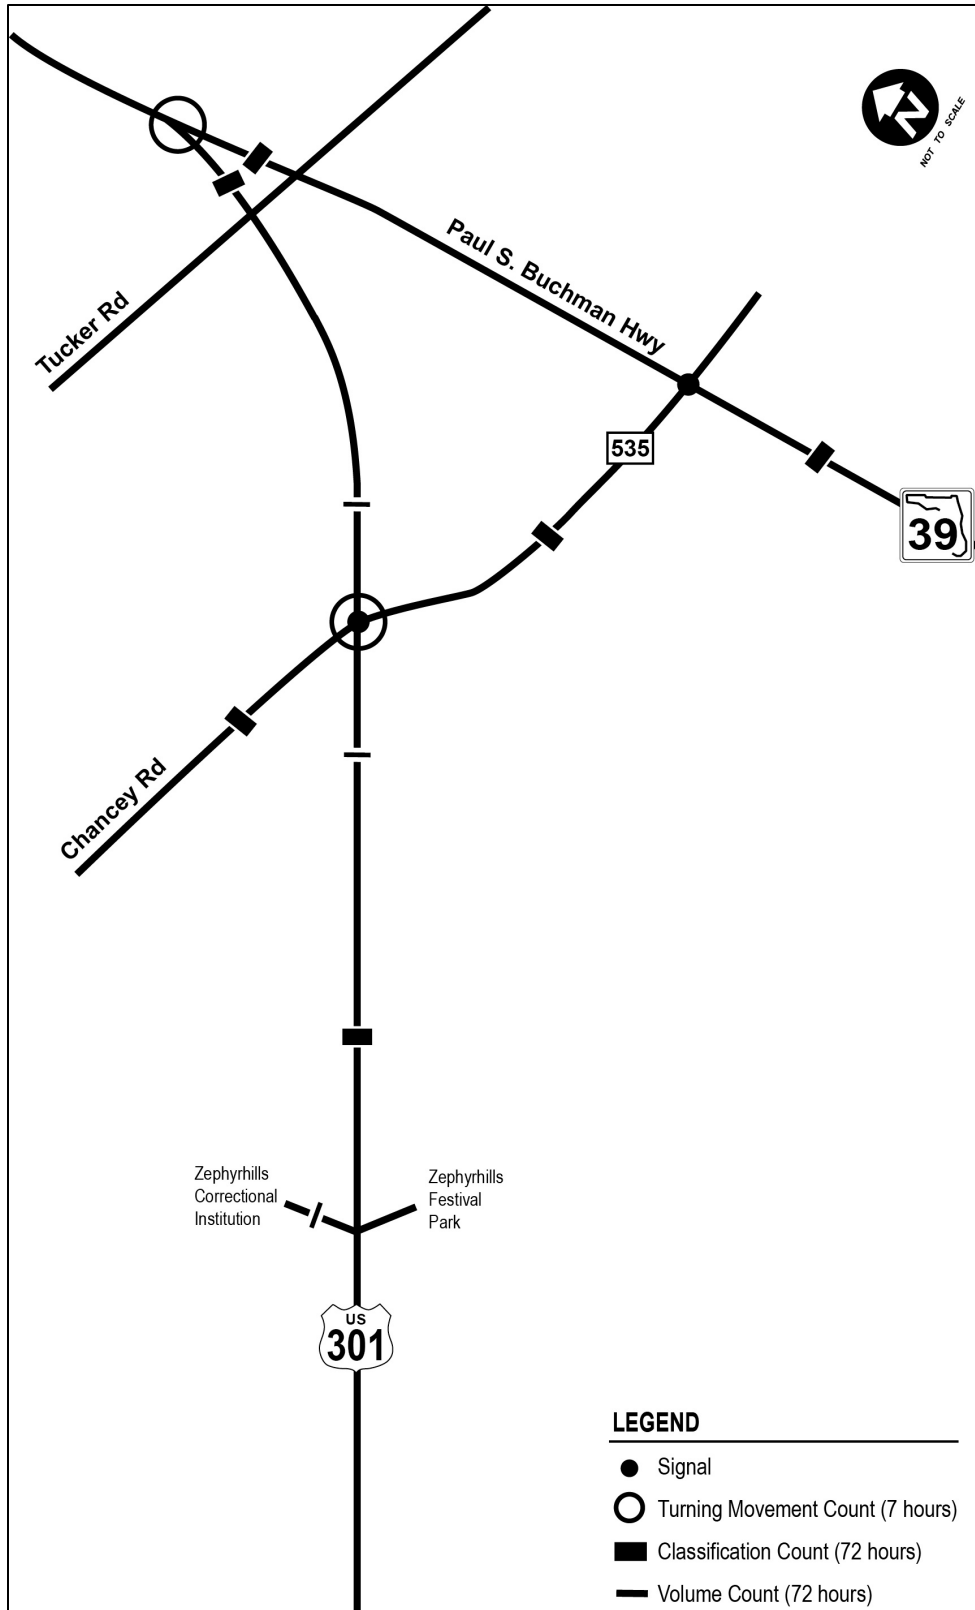 N
NOT TO SCALE
Paul S. Buchman Hwy
Tucker Rd
535
39
Chancey Rd
Zephyrhills
Correctional
Institution
Zephyrhills
Festival
Park
US
301
LEGEND
Signal
Turning Movement Count (7 hours)
Classification Count (72 hours)
Volume Count (72 hours)